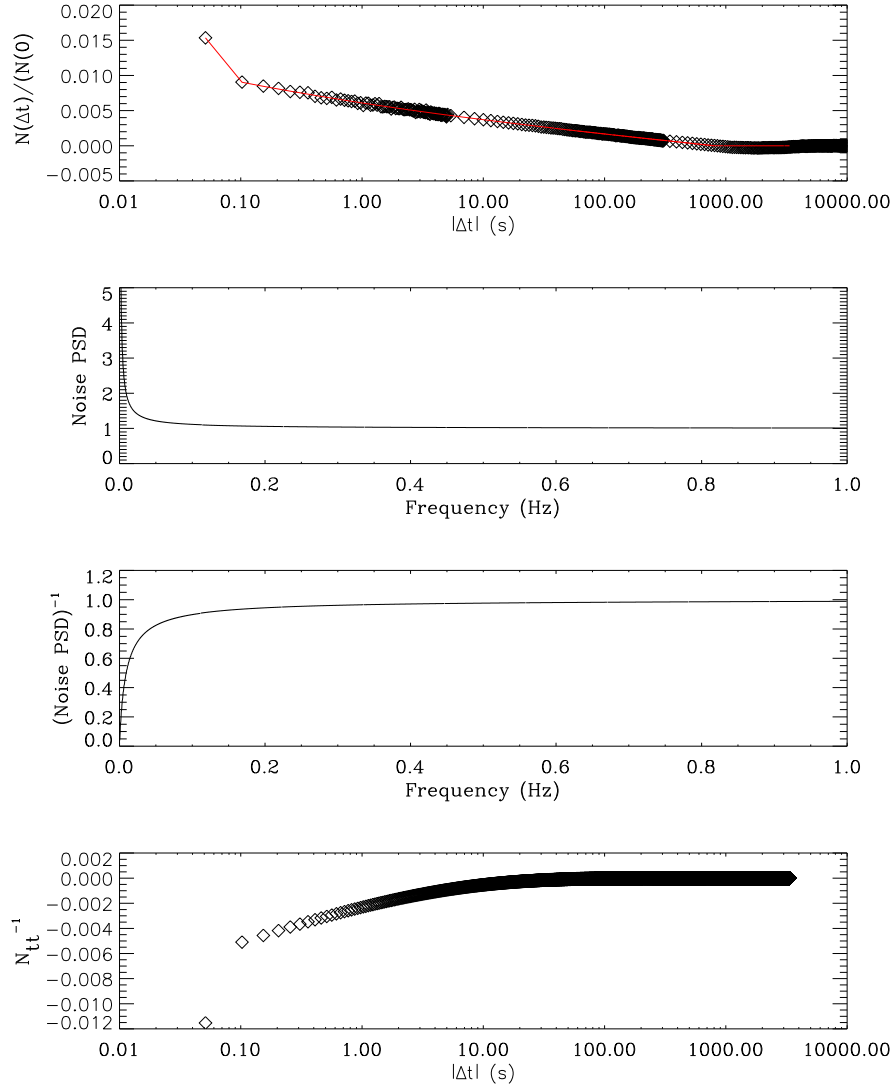 0.020
0.015
0.010
0.005
0.000
−0.005
N(Δt)/(N(0)
0.01 0.10 1.00 10.00 100.00 1000.00 10000.00
|Δt| (s)
5
4
3
2
1
0
Noise PSD
0.0 0.2 0.4 0.6 0.8 1.0
Frequency (Hz)
1.2
1.0
0.8
0.6
0.4
0.2
0.0
(Noise PSD)⁻¹
0.0 0.2 0.4 0.6 0.8 1.0
Frequency (Hz)
0.002
0.000
−0.002
−0.004
−0.006
−0.008
−0.010
−0.012
N_tt⁻¹
0.01 0.10 1.00 10.00 100.00 1000.00 10000.00
|Δt| (s)